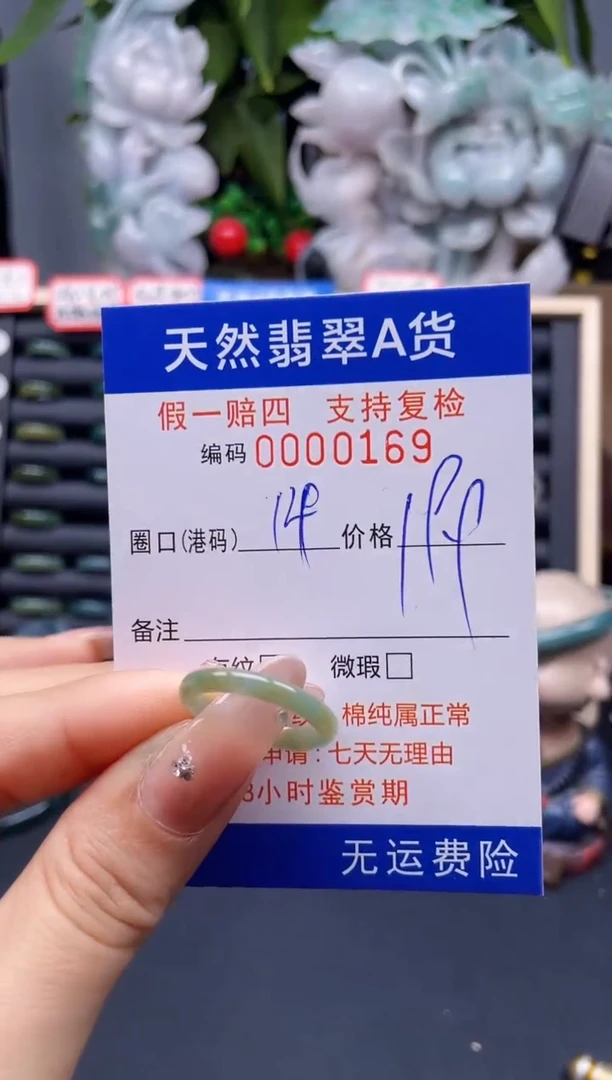 天然翡翠A货
假一赔四 支持复检
编码 0000169
圈口(港码) 价格
备注
纹 微瑕
棉纯属正常
申请：七天无理由
8小时鉴赏期
无运费险